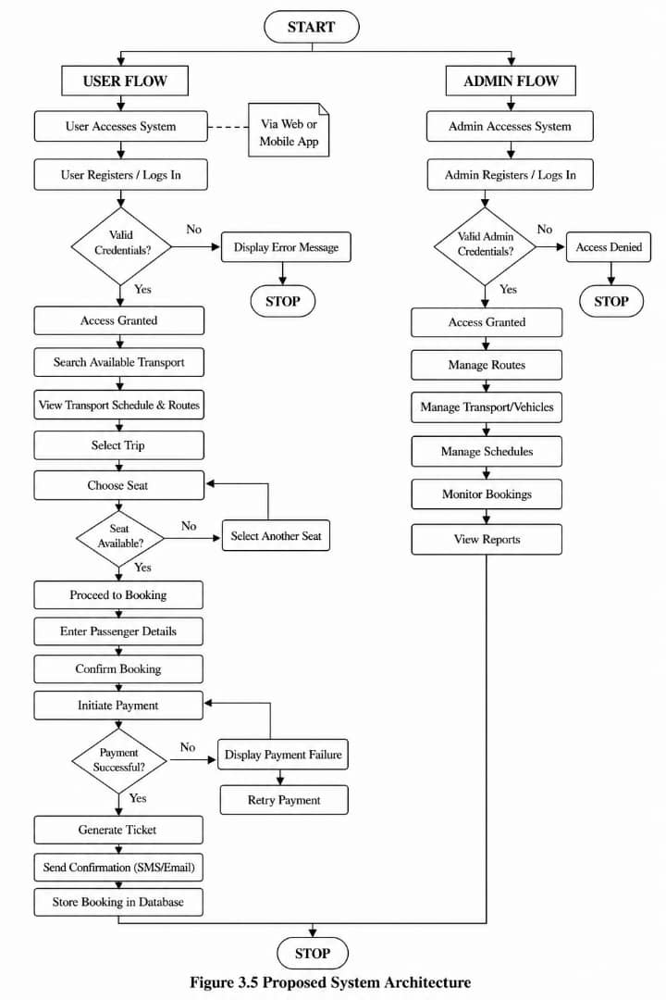 START
USER FLOW
User Accesses System
Via Web or
Mobile App
User Registers / Logs In
Valid
Credentials?
No
Display Error Message
STOP
Yes
Access Granted
Search Available Transport
View Transport Schedule & Routes
Select Trip
Choose Seat
Seat
Available?
No
Select Another Seat
Yes
Proceed to Booking
Enter Passenger Details
Confirm Booking
Initiate Payment
Payment
Successful?
No
Display Payment Failure
Retry Payment
Yes
Generate Ticket
Send Confirmation (SMS/Email)
Store Booking in Database
ADMIN FLOW
Admin Accesses System
Admin Registers / Logs In
Valid Admin
Credentials?
No
Access Denied
STOP
Yes
Access Granted
Manage Routes
Manage Transport/Vehicles
Manage Schedules
Monitor Bookings
View Reports
STOP
Figure 3.5 Proposed System Architecture